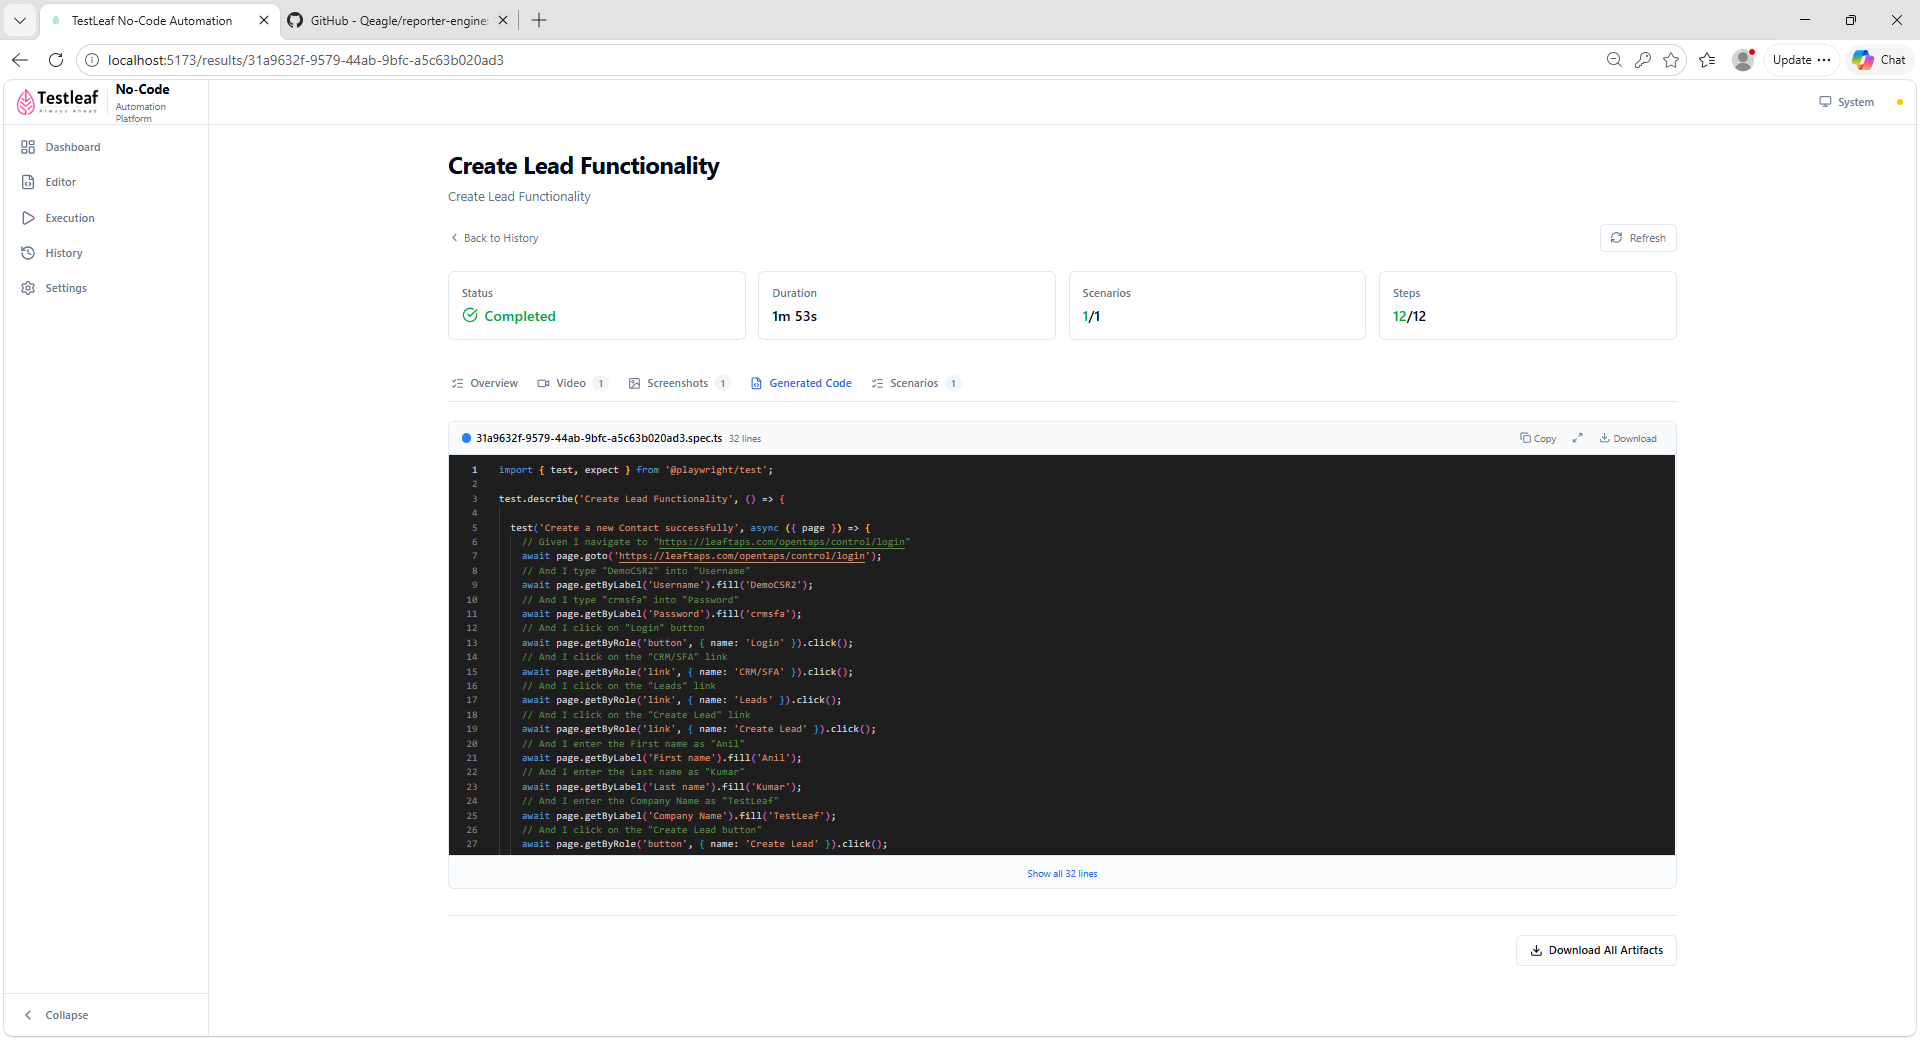 TestLeaf No-Code Automation
GitHub - Qeagle/reporter-engine:
localhost:5173/results/31a9632f-9579-44ab-9bfc-a5c63b020ad3
Update
Chat
Testleaf
Always Ahead
No-Code
Automation
Platform
System
Dashboard
Editor
Execution
History
Settings
Create Lead Functionality
Create Lead Functionality
Back to History
Refresh
Status
Completed
Duration
1m 53s
Scenarios
1/1
Steps
12/12
Overview
Video 1
Screenshots 1
Generated Code
Scenarios 1
31a9632f-9579-44ab-9bfc-a5c63b020ad3.spec.ts 32 lines
Copy
Download
1 import { test, expect } from '@playwright/test';
2
3 test.describe('Create Lead Functionality', () => {
4
5 test('Create a new Contact successfully', async ({ page }) => {
6 // Given I navigate to "https://leaftaps.com/opentaps/control/login"
7 await page.goto('https://leaftaps.com/opentaps/control/login');
8 // And I type "DemoCSR2" into "Username"
9 await page.getByLabel('Username').fill('DemoCSR2');
10 // And I type "crmsfa" into "Password"
11 await page.getByLabel('Password').fill('crmsfa');
12 // And I click on "Login" button
13 await page.getByRole('button', { name: 'Login' }).click();
14 // And I click on the "CRM/SFA" link
15 await page.getByRole('link', { name: 'CRM/SFA' }).click();
16 // And I click on the "Leads" link
17 await page.getByRole('link', { name: 'Leads' }).click();
18 // And I click on the "Create Lead" link
19 await page.getByRole('link', { name: 'Create Lead' }).click();
20 // And I enter the First name as "Anil"
21 await page.getByLabel('First name').fill('Anil');
22 // And I enter the Last name as "Kumar"
23 await page.getByLabel('Last name').fill('Kumar');
24 // And I enter the Company Name as "TestLeaf"
25 await page.getByLabel('Company Name').fill('TestLeaf');
26 // And I click on the "Create Lead button"
27 await page.getByRole('button', { name: 'Create Lead' }).click();
Show all 32 lines
Download All Artifacts
Collapse